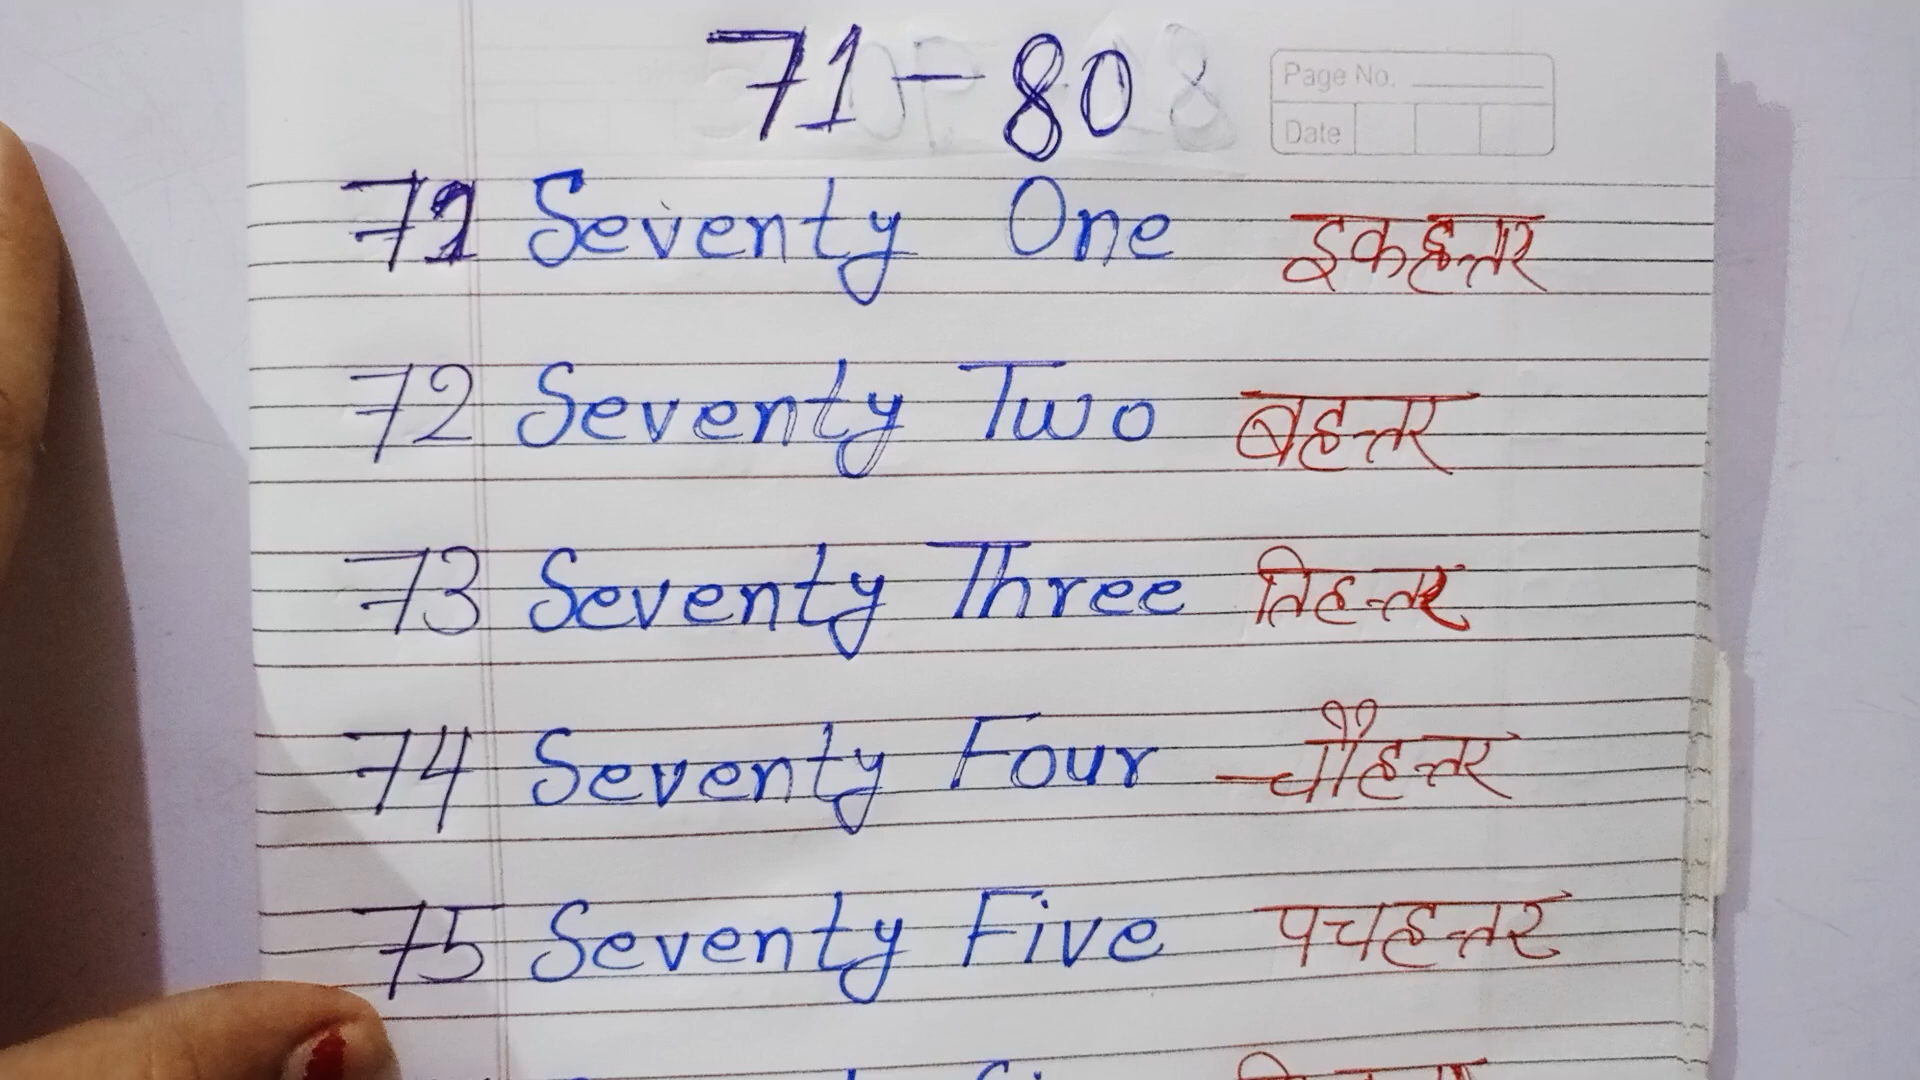 71-80
Page No.
Date
71 Seventy One इकहत्तर
72 Seventy Two बहत्तर
73 Seventy Three तिहत्तर
74 Seventy Four चौहत्तर
75 Seventy Five पचहत्तर